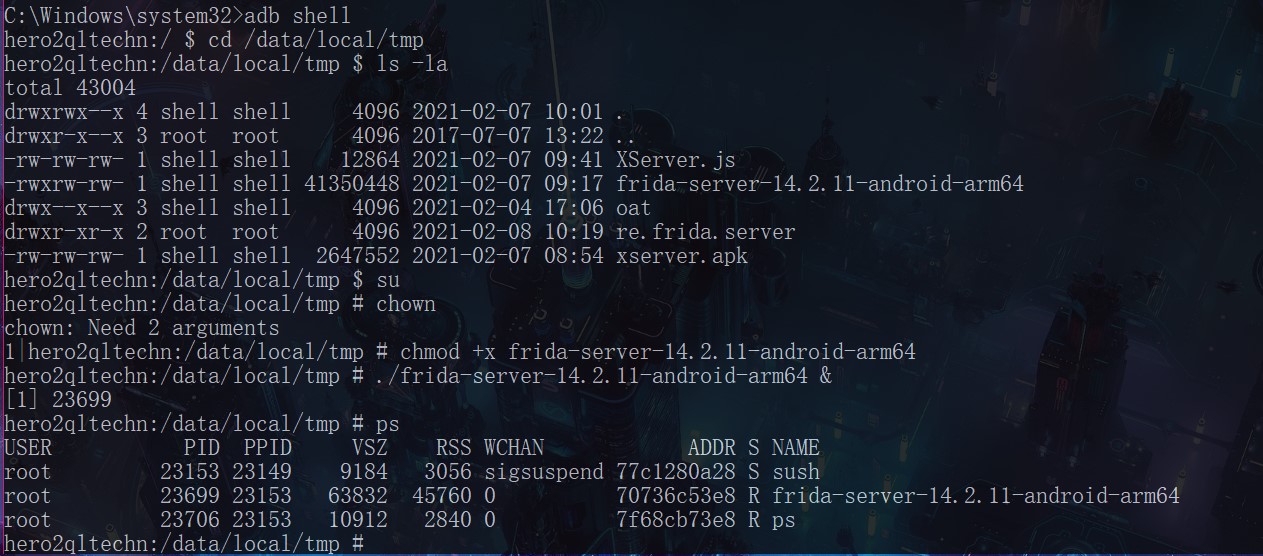 C:\Windows\system32>adb shell
hero2qltechn:/ $ cd /data/local/tmp
hero2qltechn:/data/local/tmp $ ls -la
total 43004
drwxrwx--x 4 shell shell     4096 2021-02-07 10:01 .
drwxr-x--x 3 root  root      4096 2017-07-07 13:22 ..
-rw-rw-rw- 1 shell shell    12864 2021-02-07 09:41 XServer.js
-rwxrw-rw- 1 shell shell 41350448 2021-02-07 09:17 frida-server-14.2.11-android-arm64
drwx--x--x 3 shell shell     4096 2021-02-04 17:06 oat
drwxr-xr-x 2 root  root      4096 2021-02-08 10:19 re.frida.server
-rw-rw-rw- 1 shell shell  2647552 2021-02-07 08:54 xserver.apk
hero2qltechn:/data/local/tmp $ su
hero2qltechn:/data/local/tmp # chown
chown: Need 2 arguments
1|hero2qltechn:/data/local/tmp # chmod +x frida-server-14.2.11-android-arm64
hero2qltechn:/data/local/tmp # ./frida-server-14.2.11-android-arm64 &
[1] 23699
hero2qltechn:/data/local/tmp # ps
USER           PID  PPID     VSZ    RSS WCHAN            ADDR S NAME
root         23153 23149    9184   3056 sigsuspend 77c1280a28 S sush
root         23699 23153   63832  45760 0          70736c53e8 R frida-server-14.2.11-android-arm64
root         23706 23153   10912   2840 0          7f68cb73e8 R ps
hero2qltechn:/data/local/tmp #